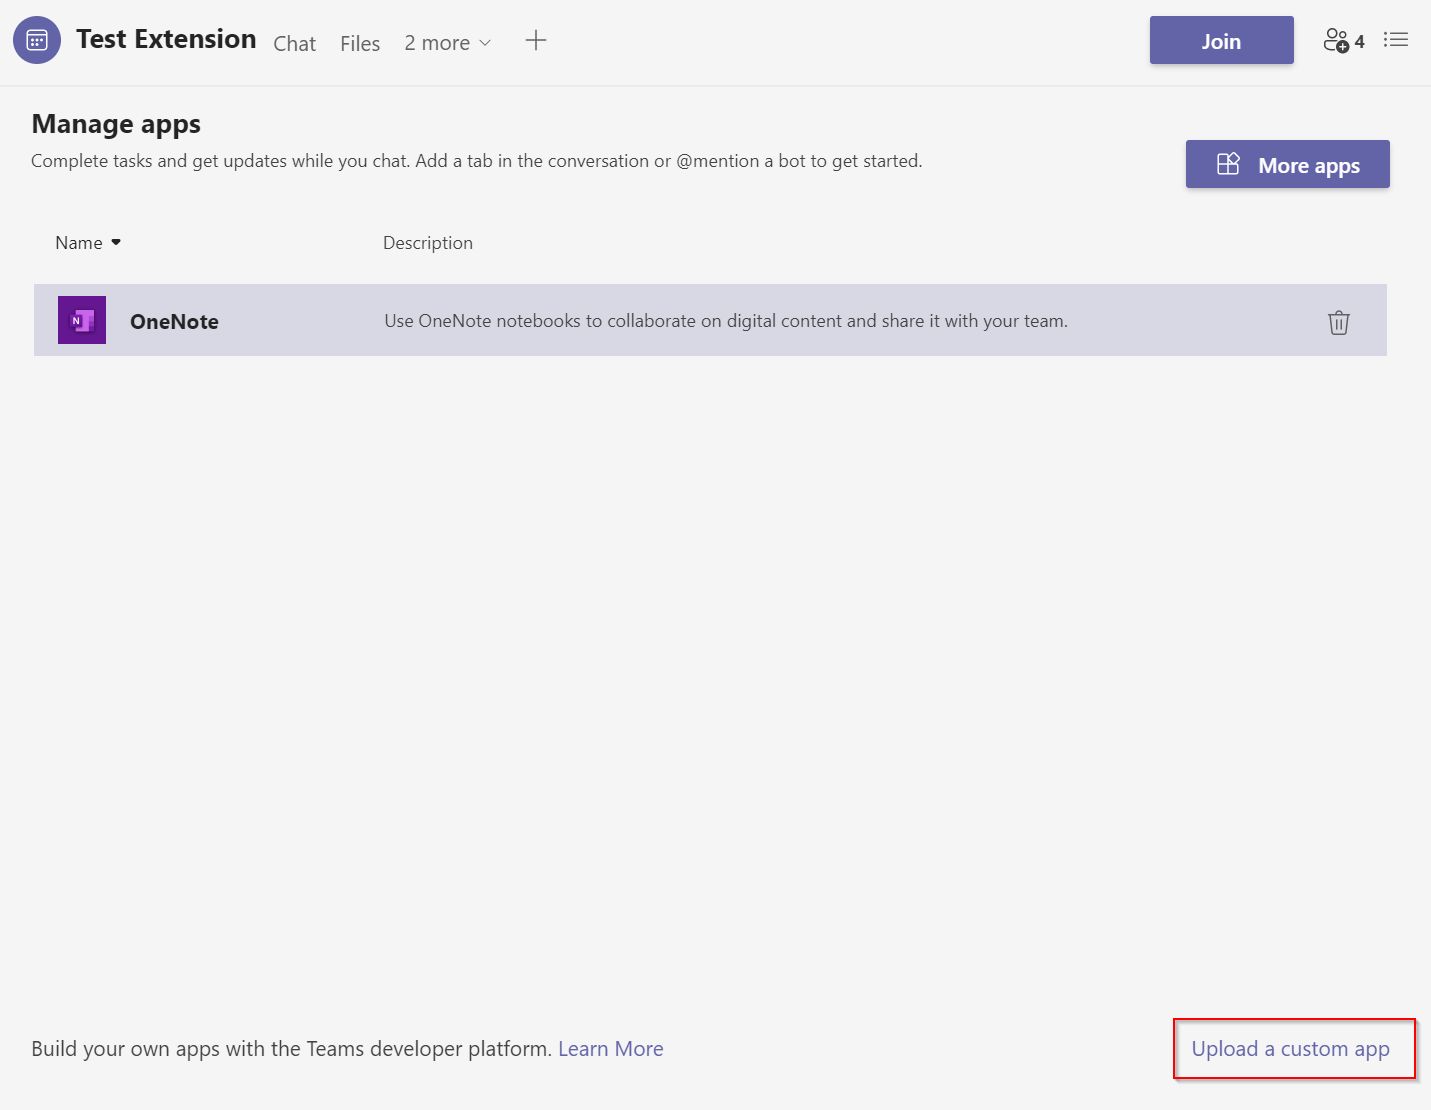 Test Extension Chat Files 2 more Join 4
Manage apps
Complete tasks and get updates while you chat. Add a tab in the conversation or @mention a bot to get started.
More apps
Name Description
N OneNote Use OneNote notebooks to collaborate on digital content and share it with your team.
Build your own apps with the Teams developer platform. Learn More Upload a custom app